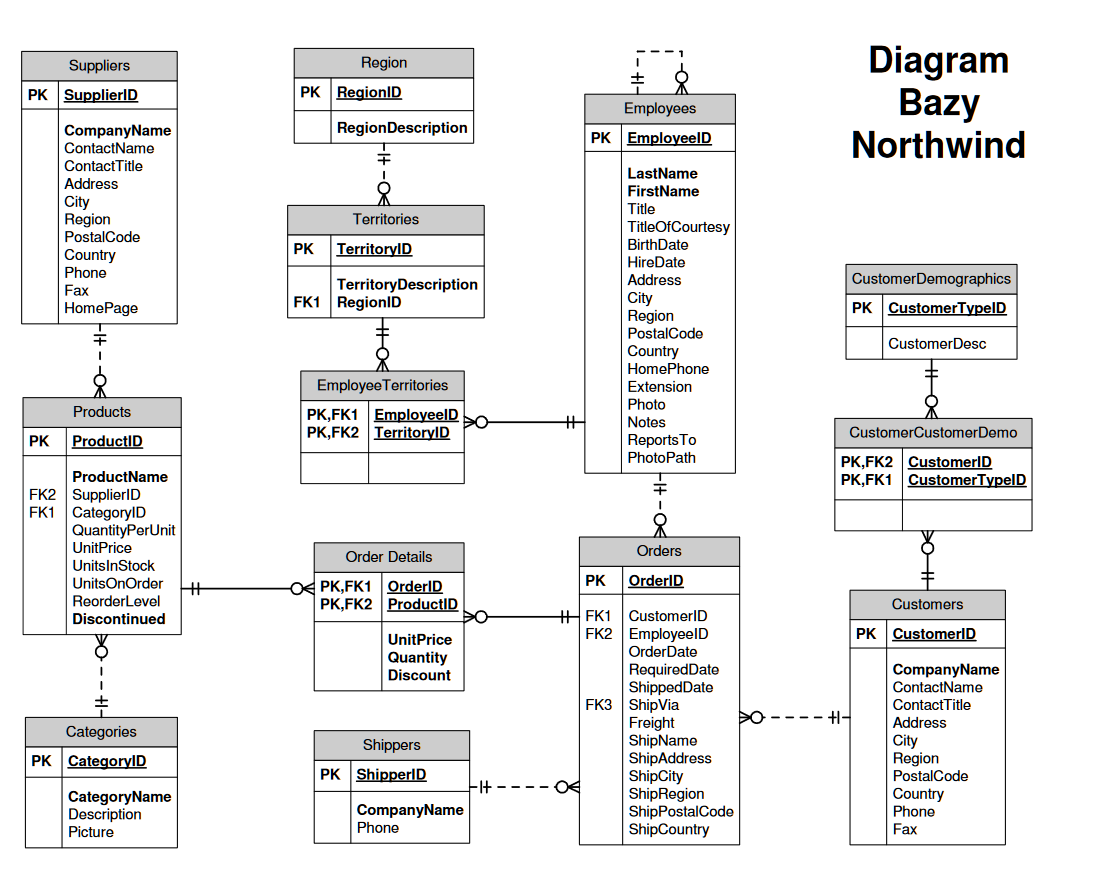 Diagram
Bazy
Northwind
Suppliers
PK SupplierID
CompanyName
ContactName
ContactTitle
Address
City
Region
PostalCode
Country
Phone
Fax
HomePage
Products
PK ProductID
ProductName
FK2 SupplierID
FK1 CategoryID
QuantityPerUnit
UnitPrice
UnitsInStock
UnitsOnOrder
ReorderLevel
Discontinued
Categories
PK CategoryID
CategoryName
Description
Picture
Region
PK RegionID
RegionDescription
Territories
PK TerritoryID
TerritoryDescription
FK1 RegionID
EmployeeTerritories
PK,FK1 EmployeeID
PK,FK2 TerritoryID
Order Details
PK,FK1 OrderID
PK,FK2 ProductID
UnitPrice
Quantity
Discount
Shippers
PK ShipperID
CompanyName
Phone
Employees
PK EmployeeID
LastName
FirstName
Title
TitleOfCourtesy
BirthDate
HireDate
Address
City
Region
PostalCode
Country
HomePhone
Extension
Photo
Notes
ReportsTo
PhotoPath
Orders
PK OrderID
FK1 CustomerID
FK2 EmployeeID
OrderDate
RequiredDate
ShippedDate
FK3 ShipVia
Freight
ShipName
ShipAddress
ShipCity
ShipRegion
ShipPostalCode
ShipCountry
CustomerDemographics
PK CustomerTypeID
CustomerDesc
CustomerCustomerDemo
PK,FK2 CustomerID
PK,FK1 CustomerTypeID
Customers
PK CustomerID
CompanyName
ContactName
ContactTitle
Address
City
Region
PostalCode
Country
Phone
Fax